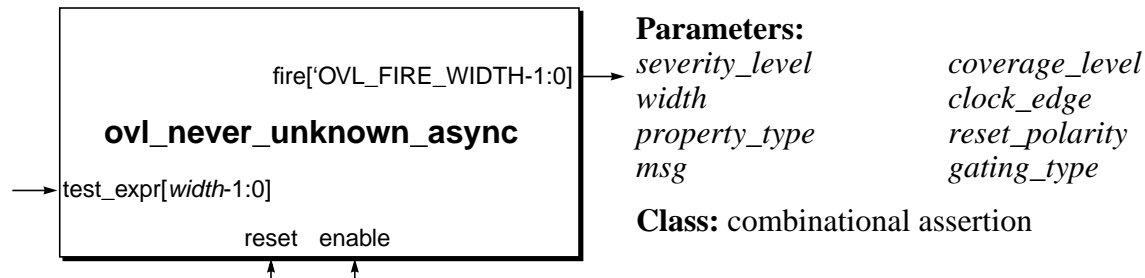 fire[‘OVL_FIRE_WIDTH-1:0]
ovl_never_unknown_async
test_expr[width-1:0]
reset enable
Parameters:
severity_level coverage_level
width clock_edge
property_type reset_polarity
msg gating_type
Class: combinational assertion